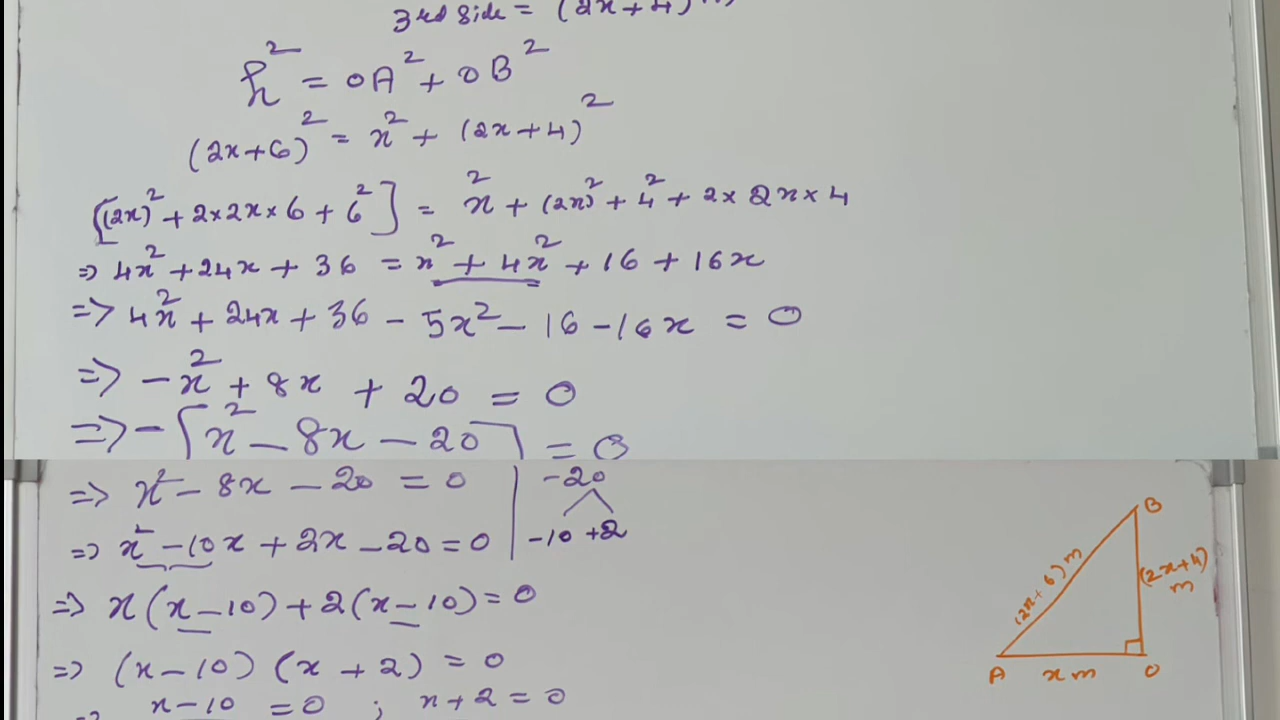 3rd side = (2x+4) m
h² = OA² + OB²
(2x+6)² = x² + (2x+4)²
[(2x)² + 2×2x×6 + 6²] = x² + (2x)² + 4² + 2×2x×4
⇒ 4x² + 24x + 36 = x² + 4x² + 16 + 16x
⇒ 4x² + 24x + 36 - 5x² - 16 - 16x = 0
⇒ -x² + 8x + 20 = 0
⇒ -[x² - 8x - 20] = 0
⇒ x² - 8x - 20 = 0
-20
⇒ x² - 10x + 2x - 20 = 0
-10 +2
⇒ x(x-10) + 2(x-10) = 0
⇒ (x-10) (x+2) = 0
⇒ x-10 = 0 ; x+2 = 0
B
(2x+6) m
(2x+4)
m
A
x m
O